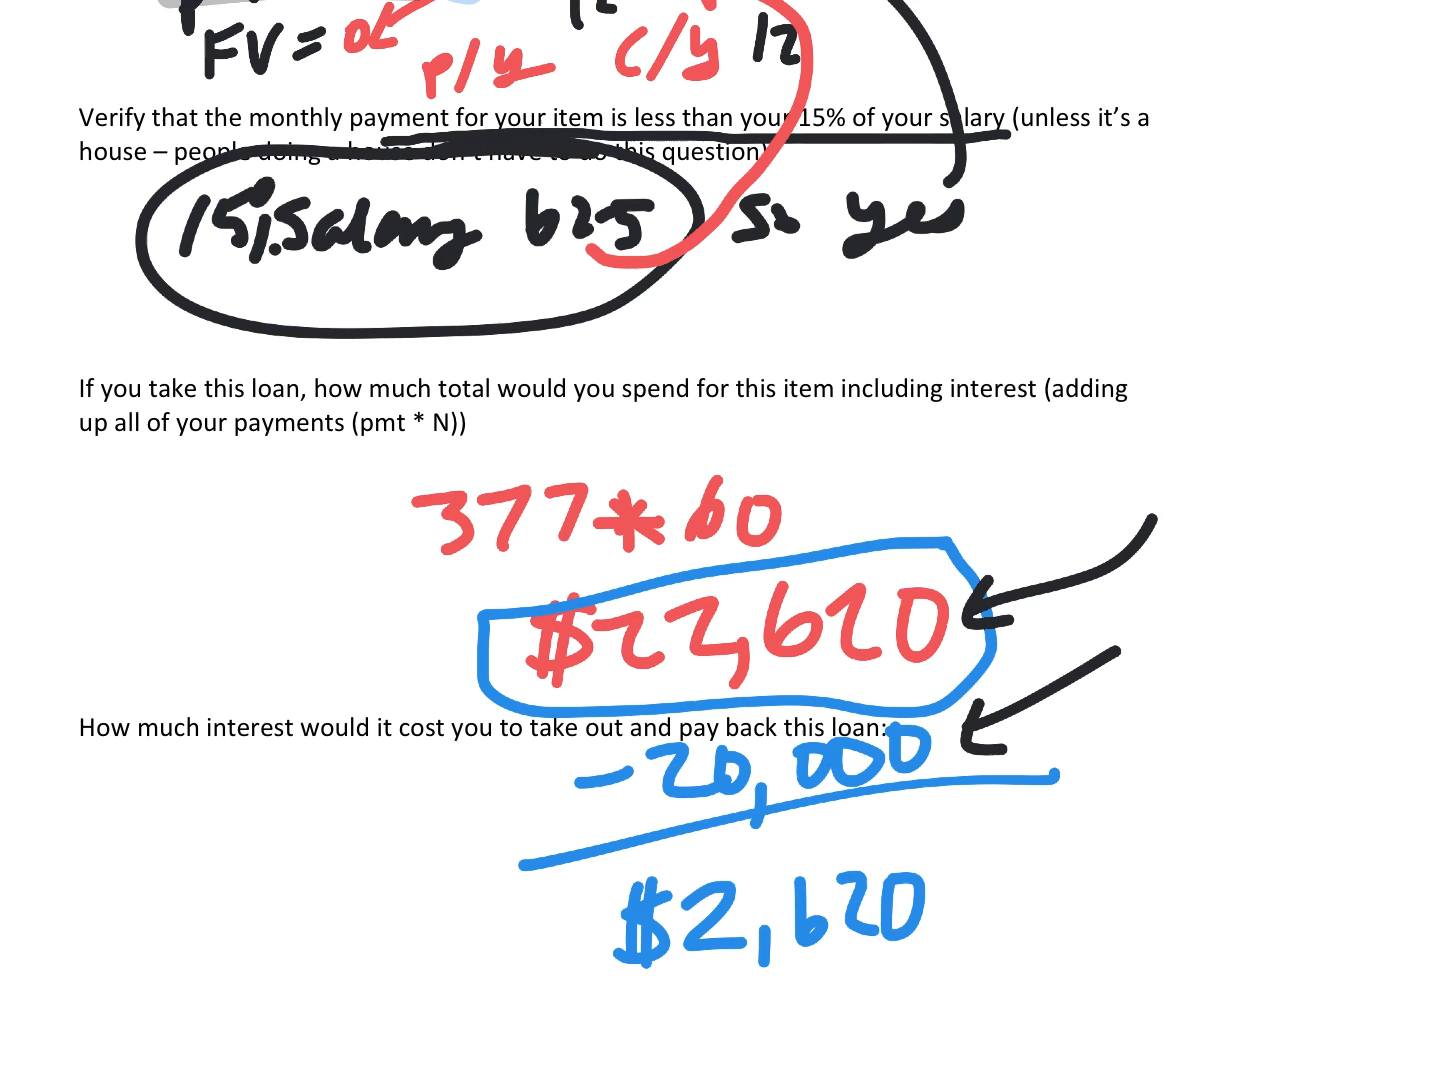 FV = 0
P/y C/y 12
Verify that the monthly payment for your item is less than your 15% of your salary (unless it's a
house – people doing a house don't have to do this question)
15% Salary 625 So yes
If you take this loan, how much total would you spend for this item including interest (adding
up all of your payments (pmt * N))
377*60
$22,620
How much interest would it cost you to take out and pay back this loan:
-20,000
$2,620